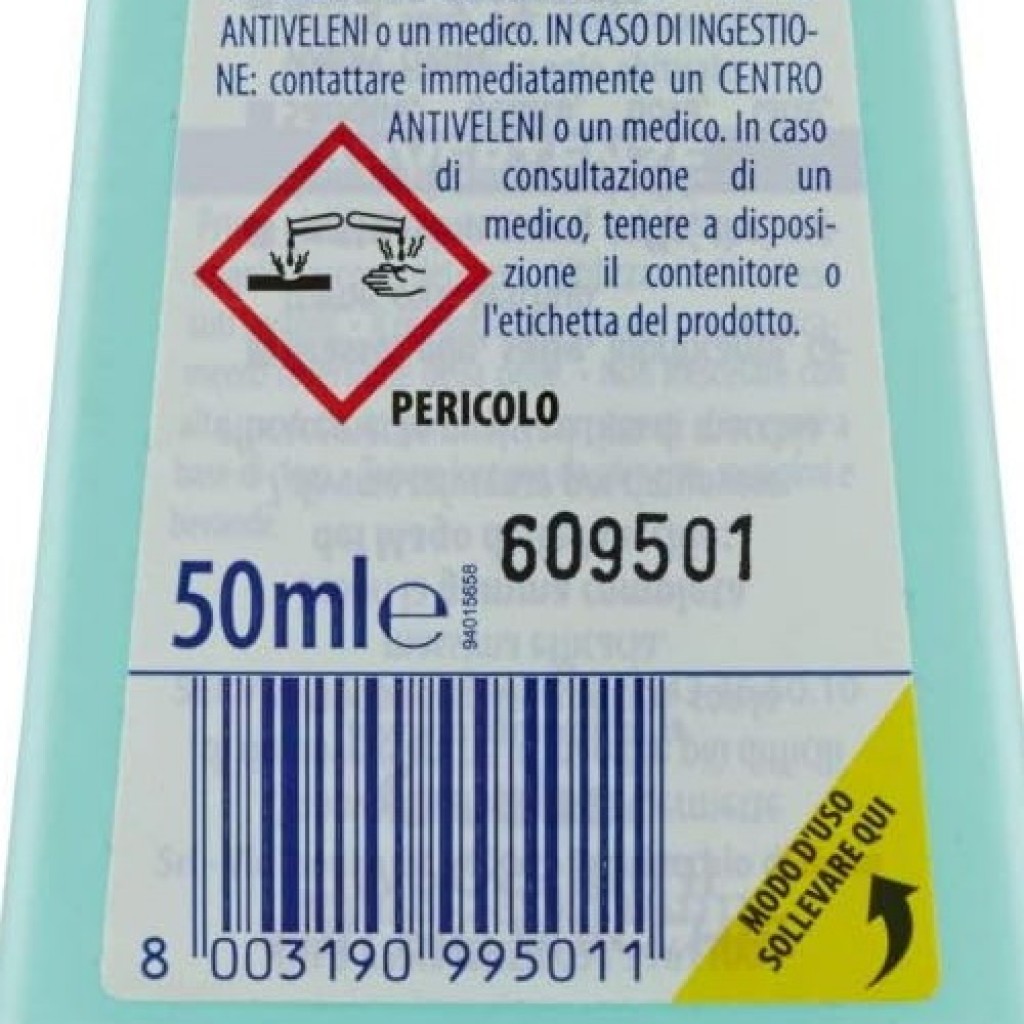 ANTIVELENI o un medico. IN CASO DI INGESTIO-
NE: contattare immediatamente un CENTRO
ANTIVELENI o un medico. In caso
di consultazione di un
medico, tenere a disposi-
zione il contenitore o
l'etichetta del prodotto.
PERICOLO
609501
50ml e
94015658
8 003190 995011
MODO D'USO
SOLLEVARE QUI